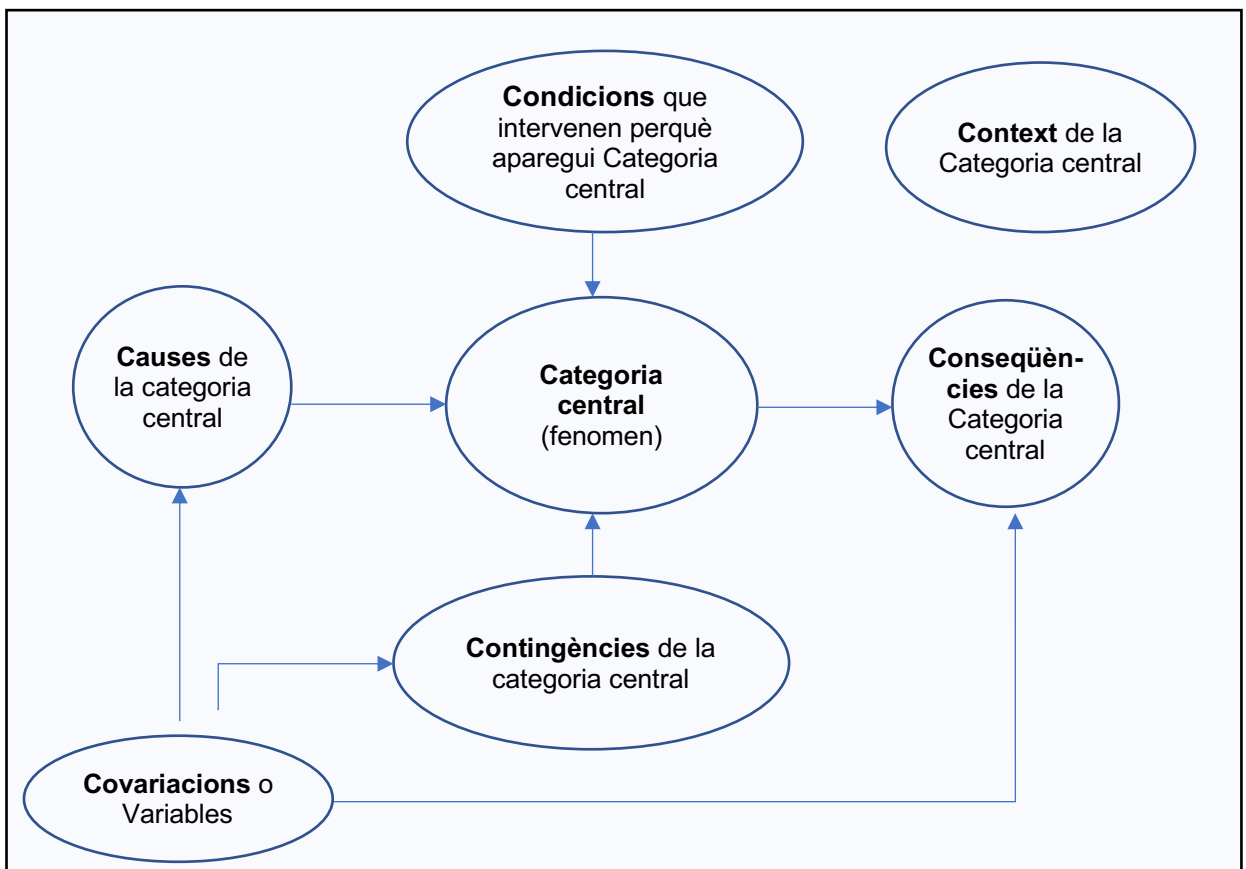 Condicions que
intervenen perquè
aparegui Categoria
central
Context de la
Categoria central
Causes de
la categoria
central
Categoria
central
(fenomen)
Conseqüèn-
cies de la
Categoria
central
Contingències de la
categoria central
Covariacions o
Variables